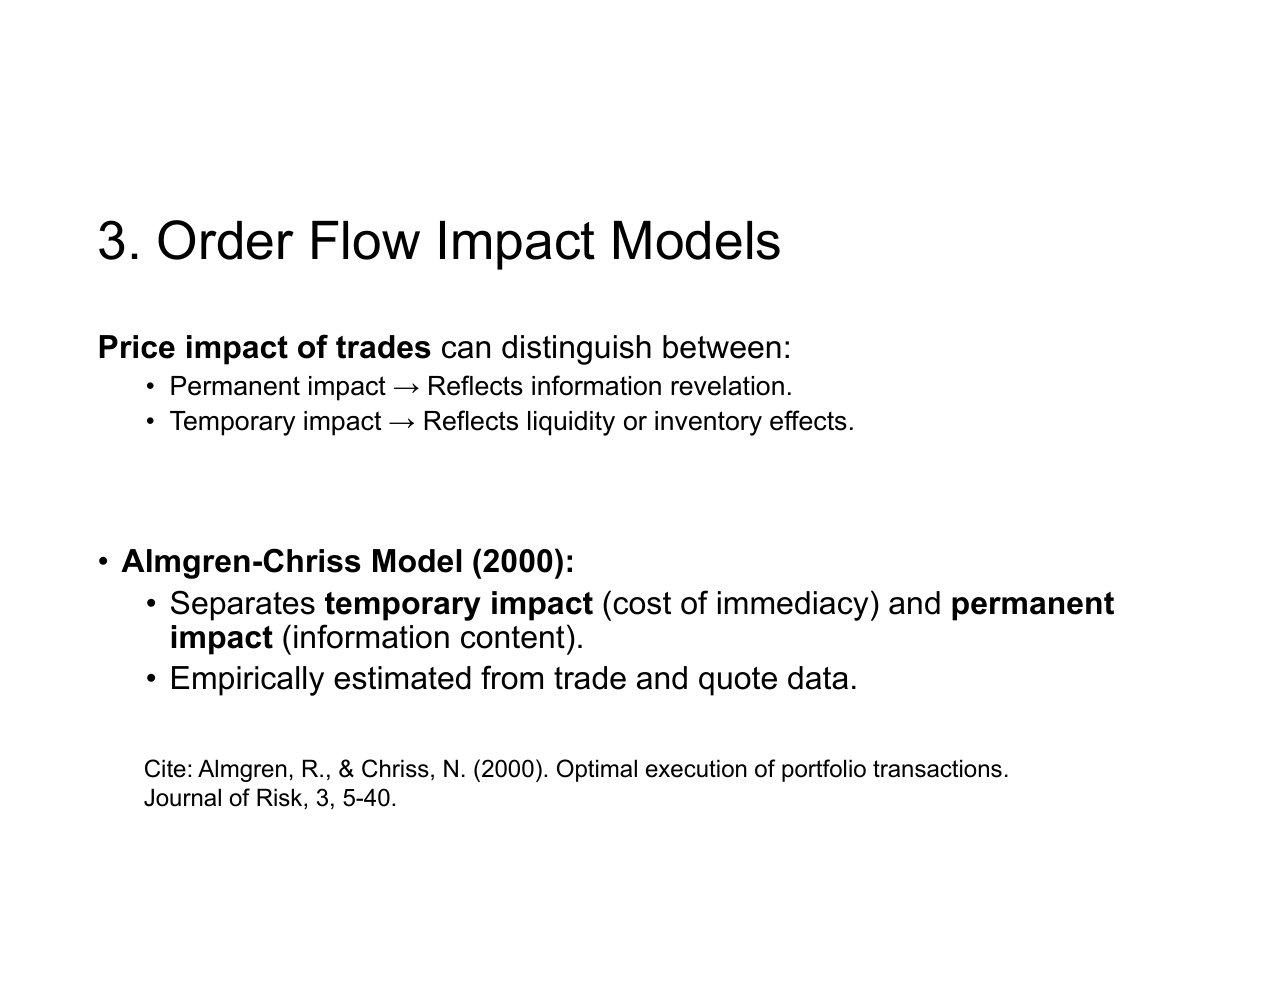 3. Order Flow Impact Models
Price impact of trades can distinguish between:
• Permanent impact → Reflects information revelation.
• Temporary impact → Reflects liquidity or inventory effects.
• Almgren-Chriss Model (2000):
• Separates temporary impact (cost of immediacy) and permanent
impact (information content).
• Empirically estimated from trade and quote data.
Cite: Almgren, R., & Chriss, N. (2000). Optimal execution of portfolio transactions.
Journal of Risk, 3, 5-40.